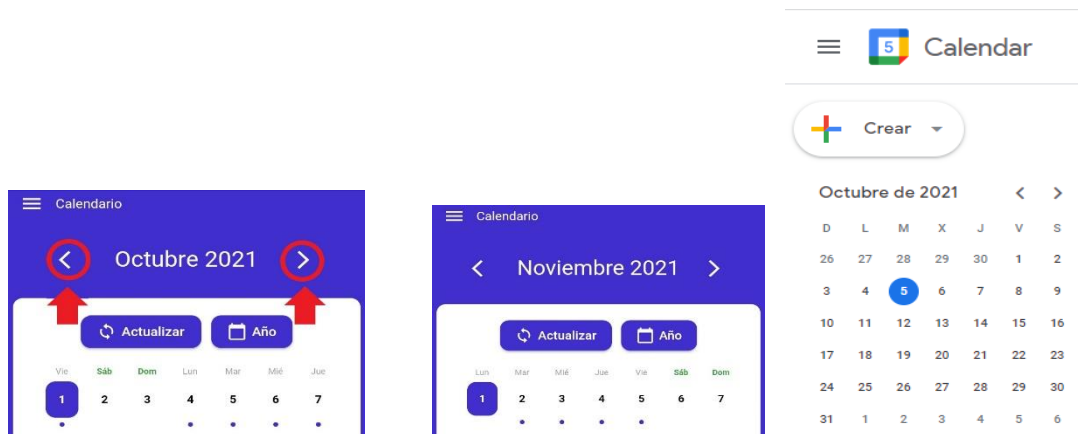 Calendario
Octubre 2021
Actualizar Año
Vie Sáb Dom Lun Mar Mié Jue
1 2 3 4 5 6 7
Calendario
Noviembre 2021
Actualizar Año
Lun Mar Mié Jue Vie Sáb Dom
1 2 3 4 5 6 7
5 Calendar
Crear
Octubre de 2021
D L M X J V S
26 27 28 29 30 1 2
3 4 5 6 7 8 9
10 11 12 13 14 15 16
17 18 19 20 21 22 23
24 25 26 27 28 29 30
31 1 2 3 4 5 6